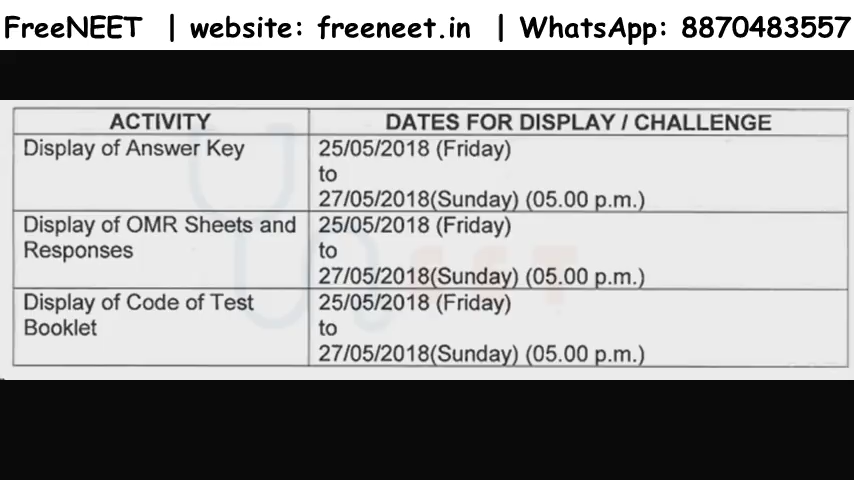 FreeNEET | website: freeneet.in | WhatsApp: 8870483557
ACTIVITY DATES FOR DISPLAY / CHALLENGE
Display of Answer Key 25/05/2018 (Friday)
to
27/05/2018(Sunday) (05.00 p.m.)
Display of OMR Sheets and 25/05/2018 (Friday)
Responses to
27/05/2018(Sunday) (05.00 p.m.)
Display of Code of Test 25/05/2018 (Friday)
Booklet to
27/05/2018(Sunday) (05.00 p.m.)